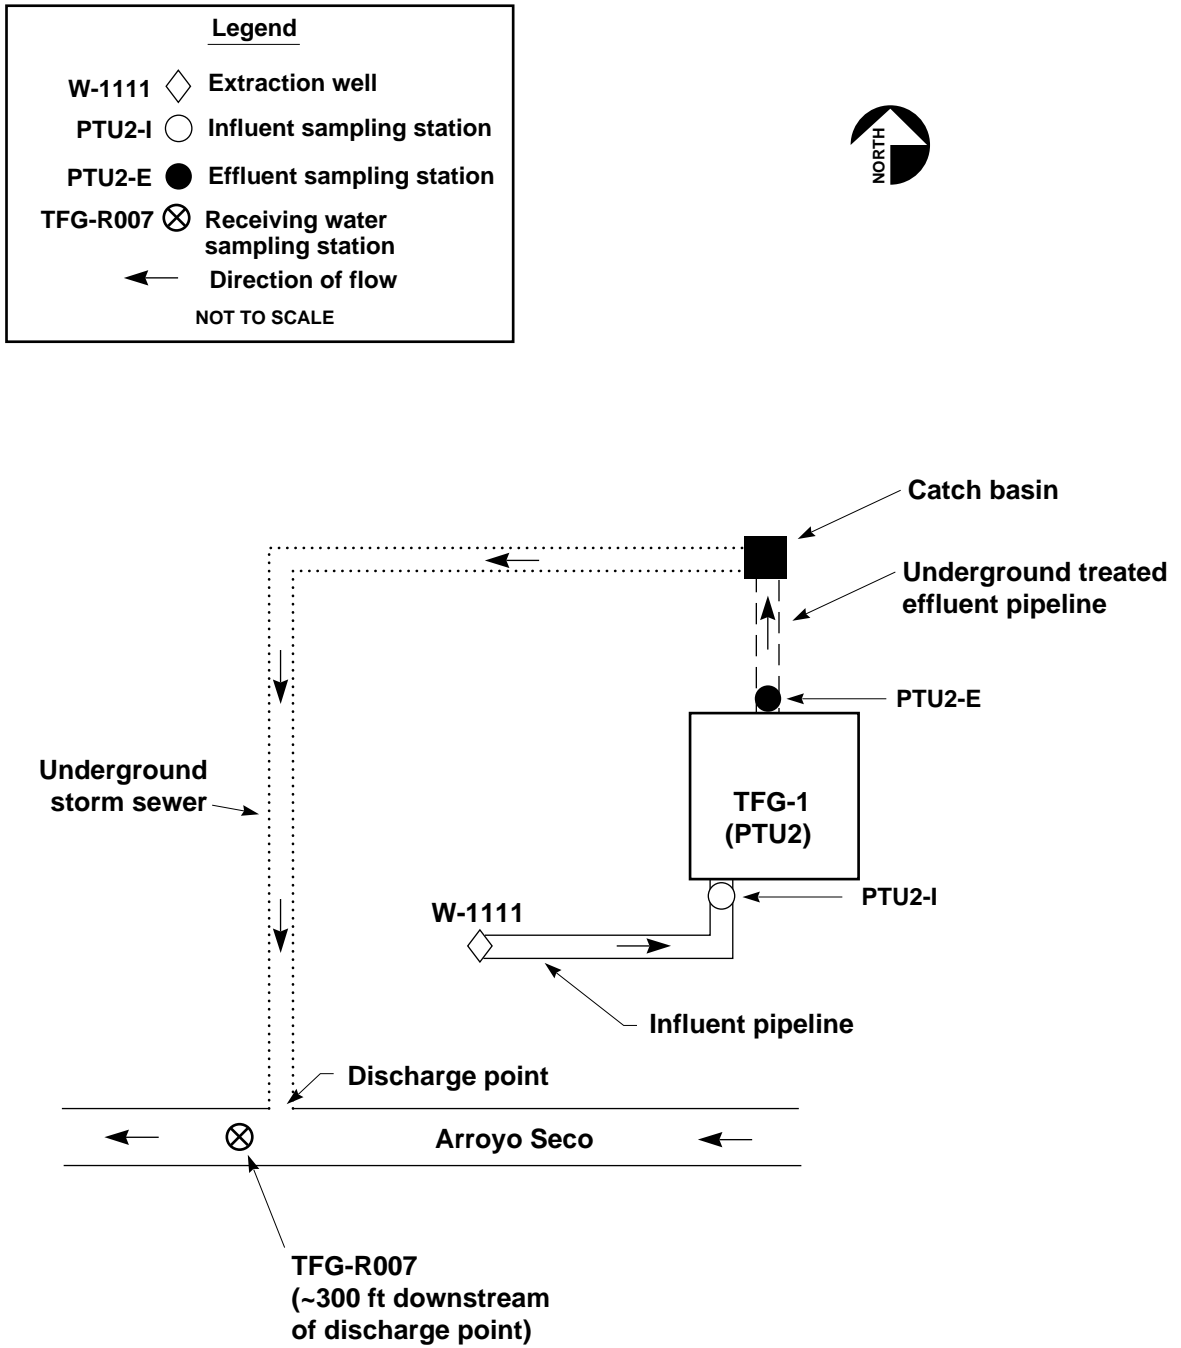 Legend
W-1111 Extraction well
PTU2-I Influent sampling station
PTU2-E Effluent sampling station
TFG-R007 Receiving water
sampling station
Direction of flow
NOT TO SCALE
NORTH
Catch basin
Underground treated
effluent pipeline
PTU2-E
Underground
storm sewer
TFG-1
(PTU2)
PTU2-I
W-1111
Influent pipeline
Discharge point
Arroyo Seco
TFG-R007
(~300 ft downstream
of discharge point)